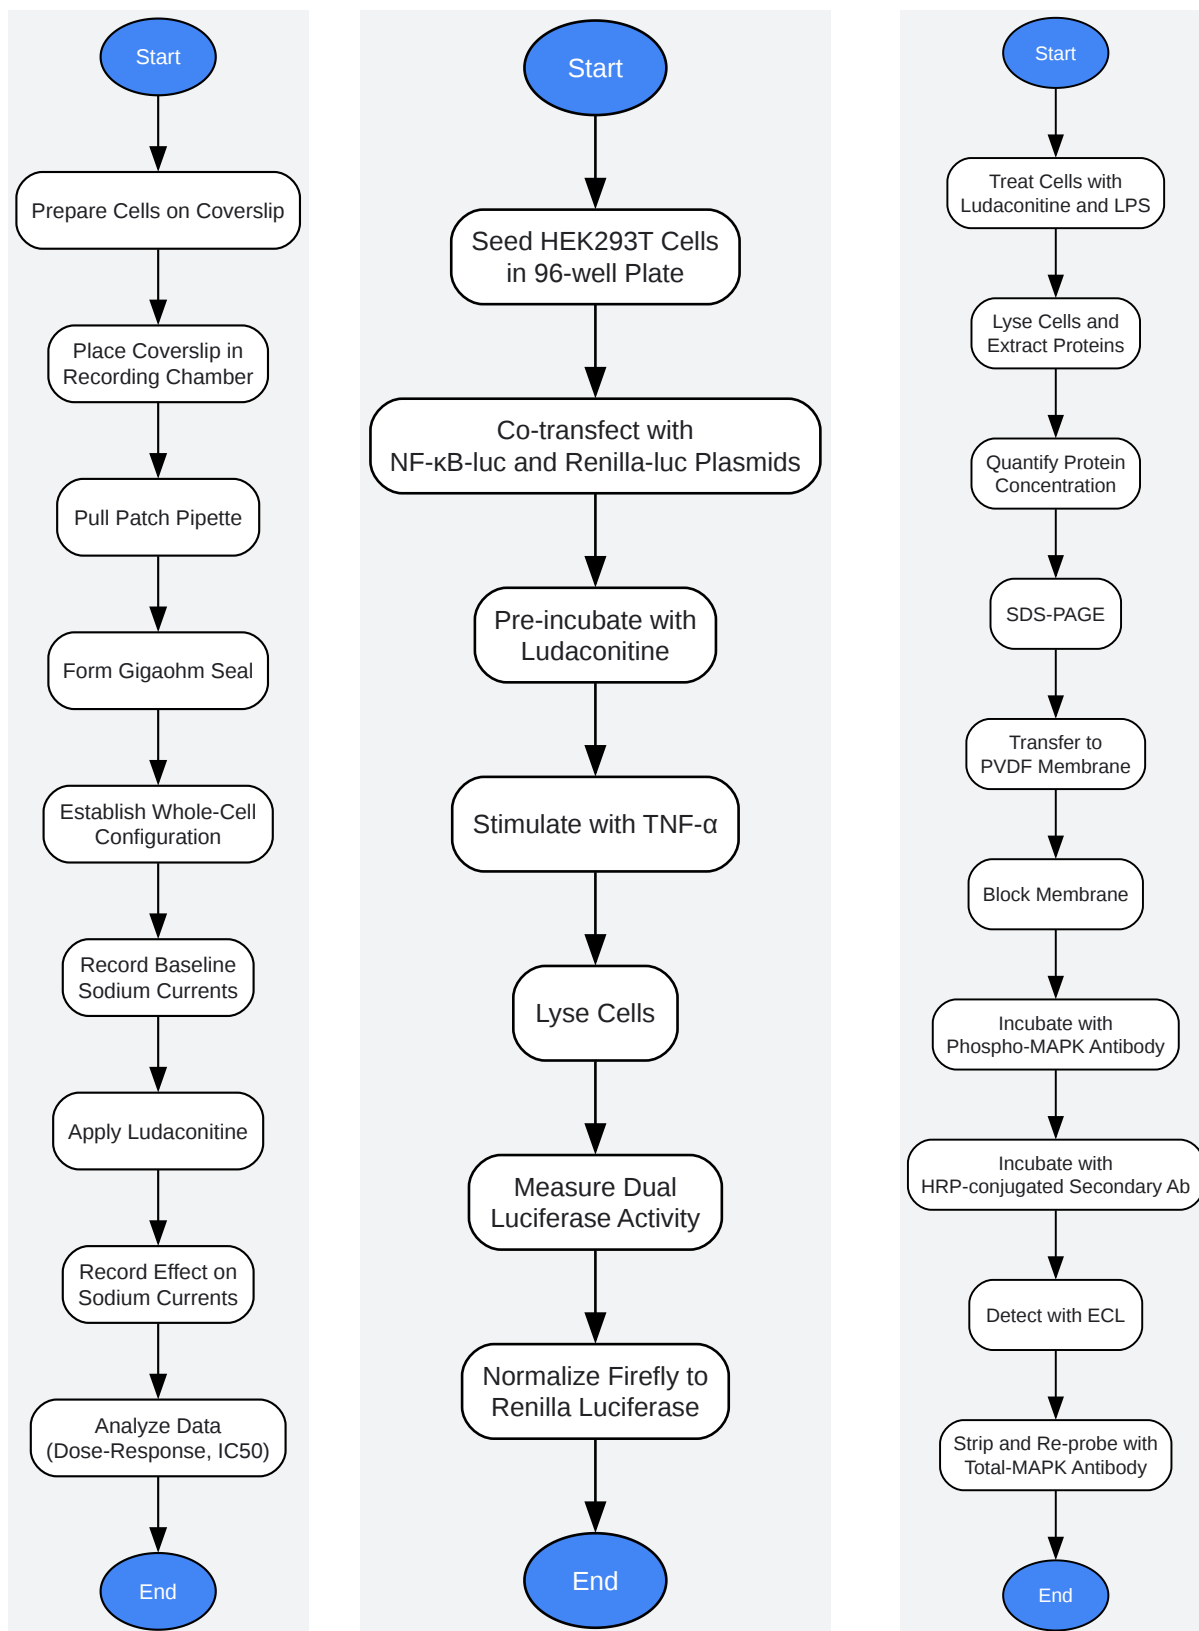 Start
Prepare Cells on Coverslip
Place Coverslip in
Recording Chamber
Pull Patch Pipette
Form Gigaohm Seal
Establish Whole-Cell
Configuration
Record Baseline
Sodium Currents
Apply Ludaconitine
Record Effect on
Sodium Currents
Analyze Data
(Dose-Response, IC50)
End
Start
Seed HEK293T Cells
in 96-well Plate
Co-transfect with
NF-κB-luc and Renilla-luc Plasmids
Pre-incubate with
Ludaconitine
Stimulate with TNF-α
Lyse Cells
Measure Dual
Luciferase Activity
Normalize Firefly to
Renilla Luciferase
End
Start
Treat Cells with
Ludaconitine and LPS
Lyse Cells and
Extract Proteins
Quantify Protein
Concentration
SDS-PAGE
Transfer to
PVDF Membrane
Block Membrane
Incubate with
Phospho-MAPK Antibody
Incubate with
HRP-conjugated Secondary Ab
Detect with ECL
Strip and Re-probe with
Total-MAPK Antibody
End